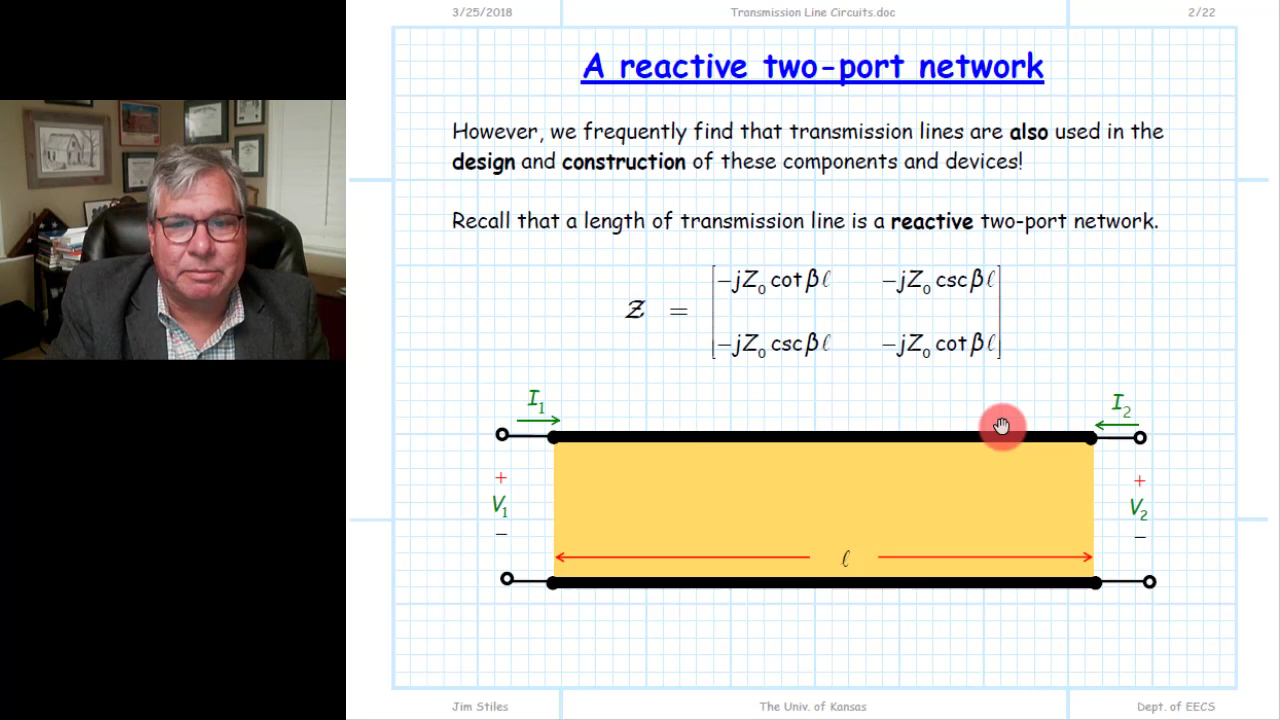 3/25/2018 Transmission Line Circuits.doc 2/22
A reactive two-port network
However, we frequently find that transmission lines are also used in the
design and construction of these components and devices!
Recall that a length of transmission line is a reactive two-port network.
−jZ₀ cot βℓ −jZ₀ csc βℓ
𝒵 =
−jZ₀ csc βℓ −jZ₀ cot βℓ
I₁ I₂
+ +
V₁ V₂
− −
ℓ
Jim Stiles The Univ. of Kansas Dept. of EECS